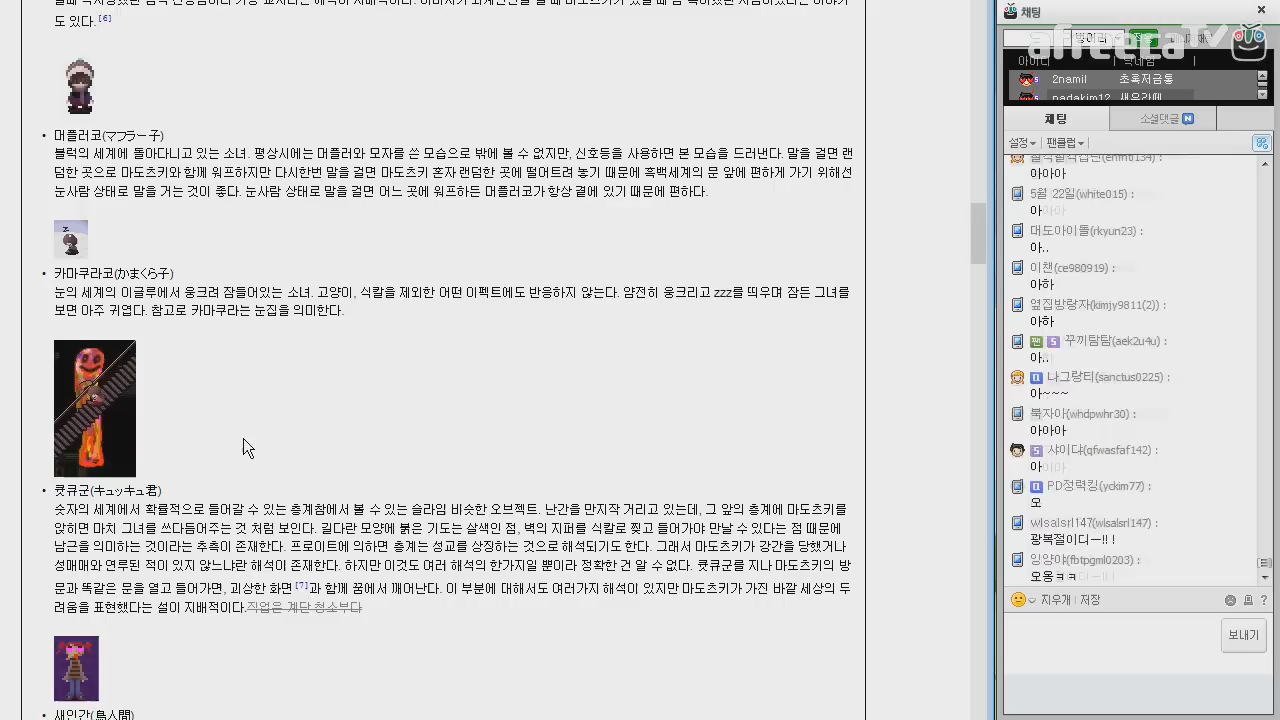 도 있다.[6]
머플러코(マフラー子)
블럭의 세계에 돌아다니고 있는 소녀. 평상시에는 머플러와 모자를 쓴 모습으로 밖에 볼 수 없지만, 신호등을 사용하면 본 모습을 드러낸다. 말을 걸면 랜
덤한 곳으로 마도츠키와 함께 워프하지만 다시한번 말을 걸면 마도츠키 혼자 랜덤한 곳에 떨어트려 놓기 때문에 흑백세계의 문 앞에 편하게 가기 위해선
눈사람 상태로 말을 거는 것이 좋다. 눈사람 상태로 말을 걸면 어느 곳에 워프하든 머플러코가 항상 곁에 있기 때문에 편하다.
카마쿠라코(かまくら子)
눈의 세계의 이글루에서 웅크려 잠들어있는 소녀. 고양이, 식칼을 제외한 어떤 이펙트에도 반응하지 않는다. 얌전히 웅크리고 zzz를 띄우며 잠든 그녀를
보면 아주 귀엽다. 참고로 카마쿠라는 눈집을 의미한다.
큣큐군(キュッキュ君)
숫자의 세계에서 확률적으로 들어갈 수 있는 층계참에서 볼 수 있는 슬라임 비슷한 오브젝트. 난간을 만지작 거리고 있는데, 그 앞의 층계에 마도츠키를
앉히면 마치 그녀를 쓰다듬어주는 것 처럼 보인다. 길다란 모양에 붉은 기도는 살색인 점, 벽의 지퍼를 식칼로 찢고 들어가야 만날 수 있다는 점 때문에
남근을 의미하는 것이라는 추측이 존재한다. 프로이트에 의하면 층계는 성교를 상징하는 것으로 해석되기도 한다. 그래서 마도츠키가 강간을 당했거나
성매매와 연루된 적이 있지 않느냐란 해석이 존재한다. 하지만 이것도 여러 해석의 한가지일 뿐이라 정확한 건 알 수 없다. 큣큐군를 지나 마도츠키의 방
문과 똑같은 문을 열고 들어가면, 괴상한 화면[7]과 함께 꿈에서 깨어난다. 이 부분에 대해서도 여러가지 해석이 있지만 마도츠키가 가진 바깥 세상의 두
려움을 표현했다는 설이 지배적이다.직업은 계단 청소부다
새인간(鳥人間)
채팅
afreecaTV
2namil 초록저금통
nadakim12 새우라떼
채팅 소셜댓글 N
설정 팬클럽
아아아
5월 22일(white015) :
아
대도아이돌(rkyun23) :
아..
이챈(ce980919) :
아하
옆집방랑자(kimjy9811(2)) :
아하
팬 S 꾸끼탐탐(aek2u4u) :
아..
나그랑티(sanctus0225) :
아~~~
북자아(whdpwhr30) :
아아아
S 샤이댜(qfwasfaf142) :
아
PD정력킹(yckim77) :
오
wlsalsrl147(wlsalsrl147) :
광복절이디ー!!!
잉양야(fbtpgml0203) :
오옹ㅋㅋ
지우개 저장
보내기